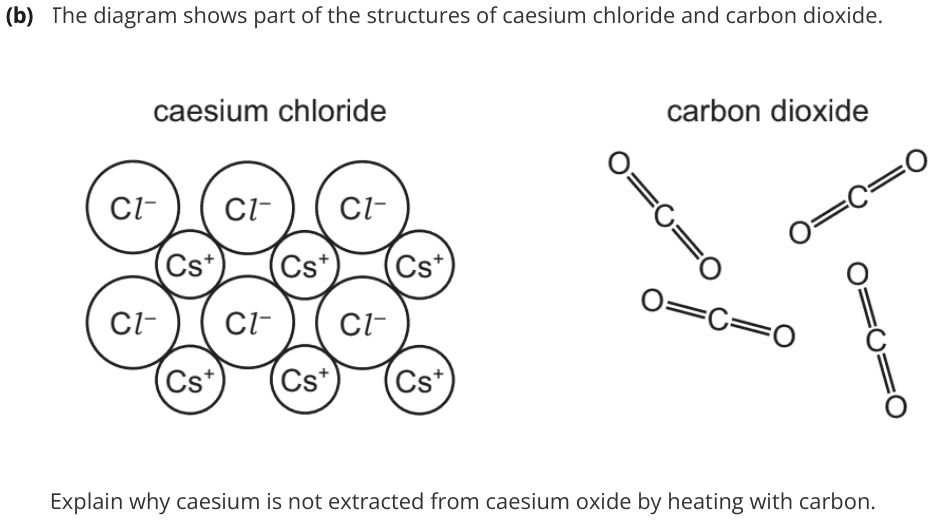 (b) The diagram shows part of the structures of caesium chloride and carbon dioxide.
caesium chloride
carbon dioxide
Cl⁻ Cl⁻ Cl⁻
Cs⁺ Cs⁺ Cs⁺
Cl⁻ Cl⁻ Cl⁻
Cs⁺ Cs⁺ Cs⁺
O C O
O C O
O C O
O C O
Explain why caesium is not extracted from caesium oxide by heating with carbon.